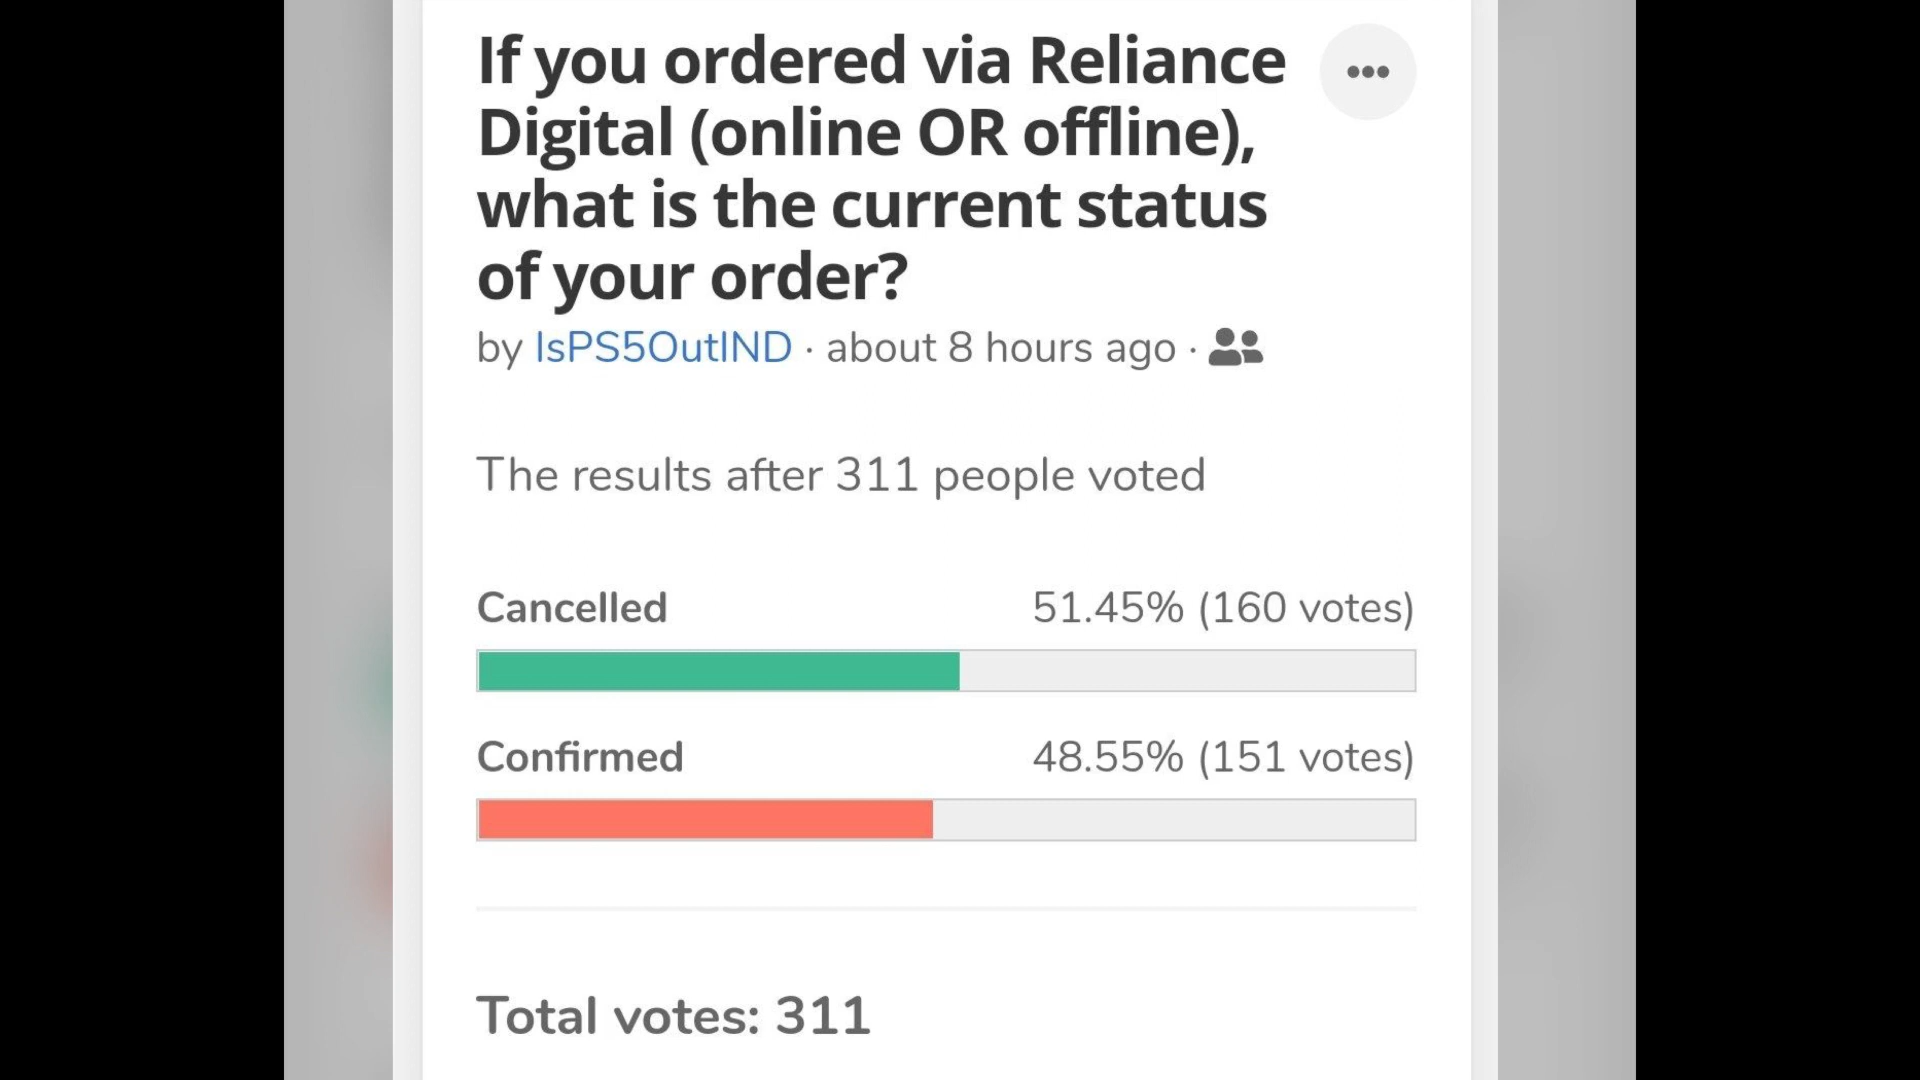 If you ordered via Reliance
Digital (online OR offline),
what is the current status
of your order?
by IsPS5OutIND · about 8 hours ago ·
The results after 311 people voted
Cancelled 51.45% (160 votes)
Confirmed 48.55% (151 votes)
Total votes: 311